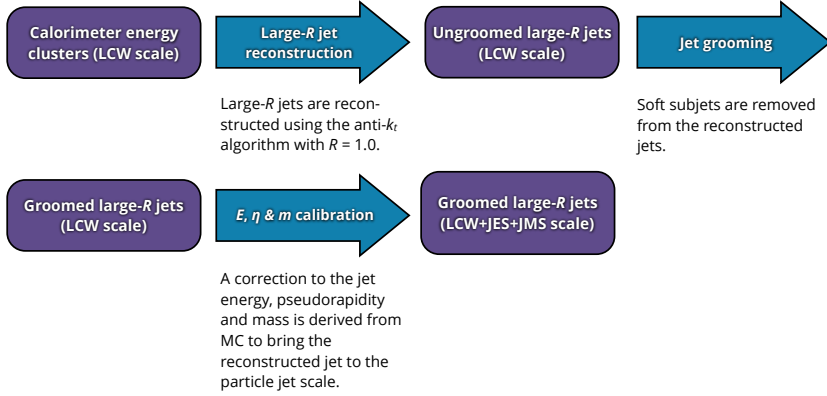 Calorimeter energy
clusters (LCW scale)
Large-R jet
reconstruction
Large-R jets are recon-
structed using the anti-kt
algorithm with R = 1.0.
Ungroomed large-R jets
(LCW scale)
Jet grooming
Soft subjets are removed
from the reconstructed
jets.
Groomed large-R jets
(LCW scale)
E, η & m calibration
A correction to the jet
energy, pseudorapidity
and mass is derived from
MC to bring the
reconstructed jet to the
particle jet scale.
Groomed large-R jets
(LCW+JES+JMS scale)